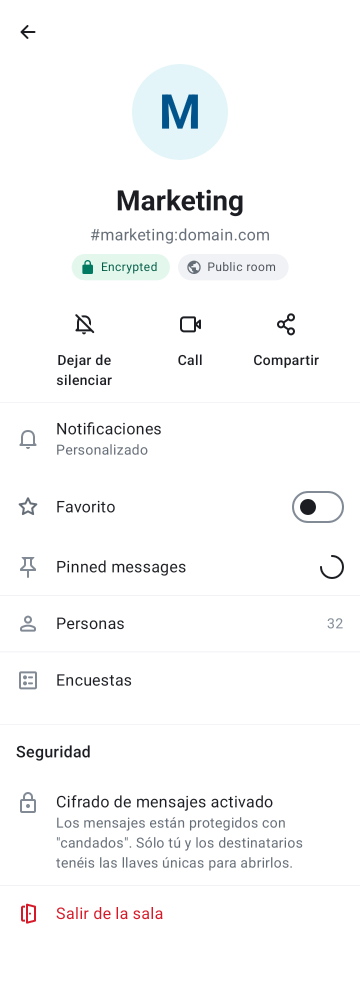 M
Marketing
#marketing:domain.com
Encrypted
Public room
Dejar de
silenciar
Call
Compartir
Notificaciones
Personalizado
Favorito
Pinned messages
Personas
32
Encuestas
Seguridad
Cifrado de mensajes activado
Los mensajes están protegidos con
"candados". Sólo tú y los destinatarios
tenéis las llaves únicas para abrirlos.
Salir de la sala